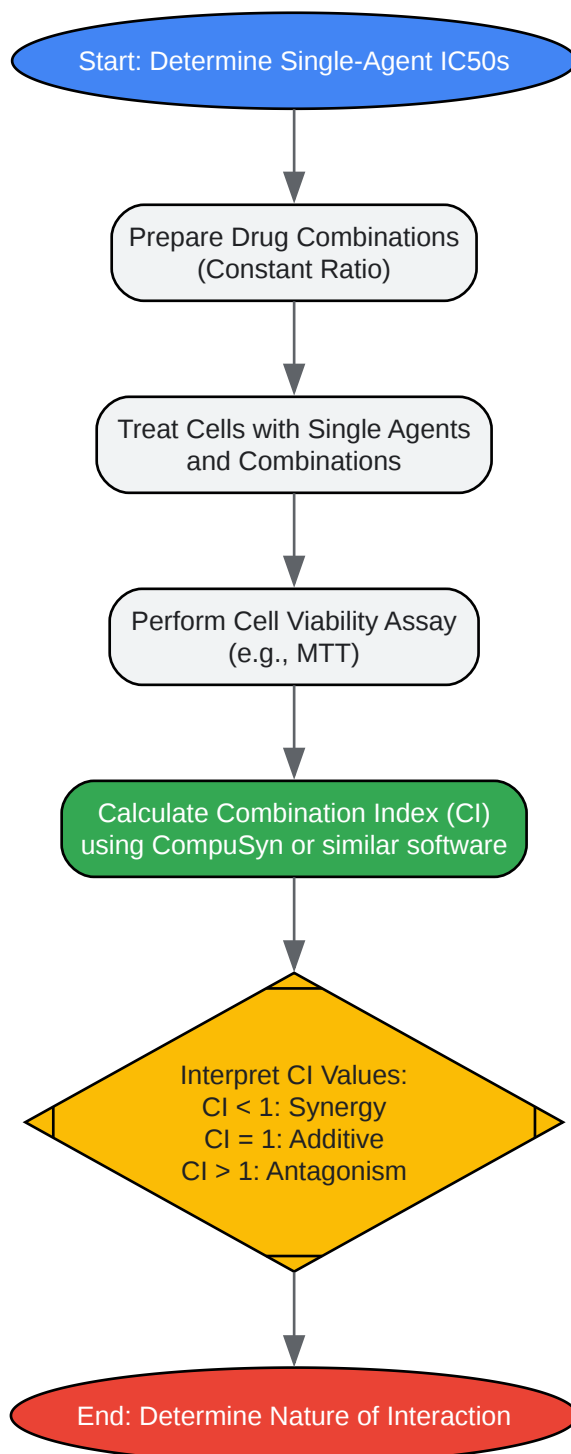 Start: Determine Single-Agent IC50s
Prepare Drug Combinations
(Constant Ratio)
Treat Cells with Single Agents
and Combinations
Perform Cell Viability Assay
(e.g., MTT)
Calculate Combination Index (CI)
using CompuSyn or similar software
Interpret CI Values:
CI < 1: Synergy
CI = 1: Additive
CI > 1: Antagonism
End: Determine Nature of Interaction